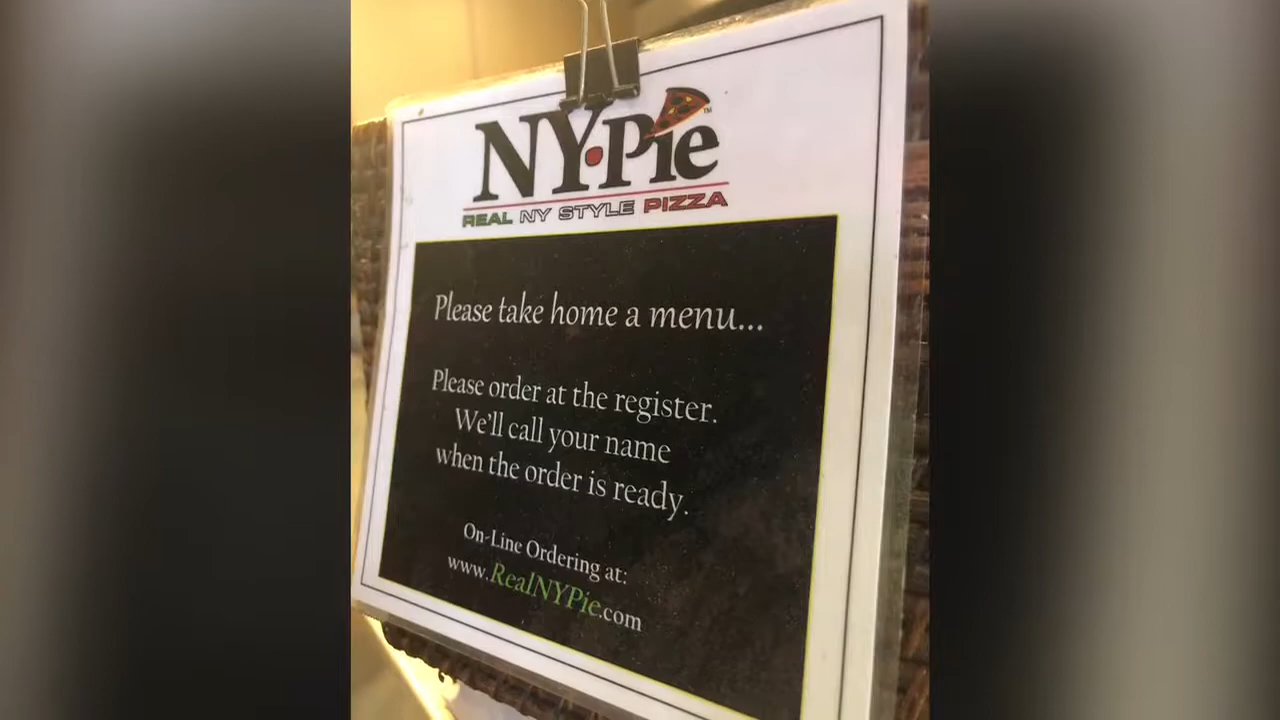 NY·Pie™
REAL NY STYLE PIZZA
Please take home a menu...
Please order at the register.
We'll call your name
when the order is ready.
On-Line Ordering at:
www.RealNYPie.com